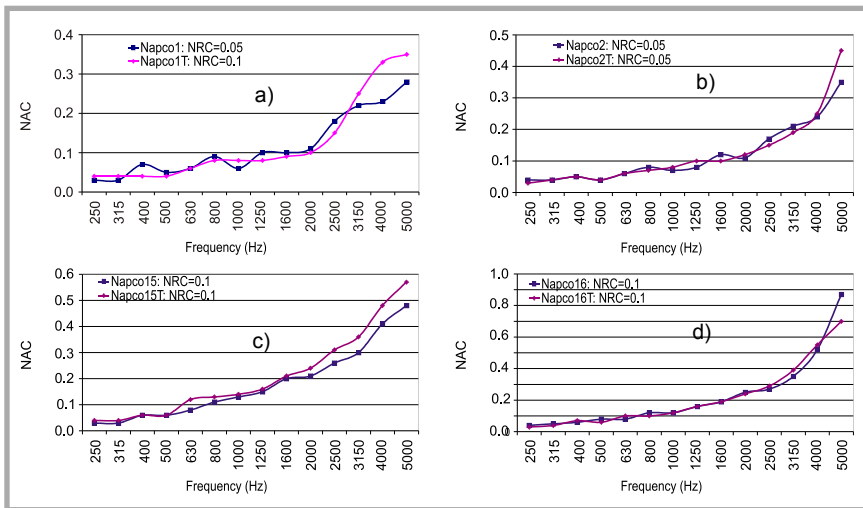 Napco1: NRC=0.05
Napco1T: NRC=0.1
a)
NAC
0.4
0.3
0.2
0.1
0.0
250 315 400 500 630 800 1000 1250 1600 2000 2500 3150 4000 5000
Frequency (Hz)
Napco2: NRC=0.05
Napco2T: NRC=0.05
b)
NAC
0.5
0.4
0.3
0.2
0.1
0.0
250 315 400 500 630 800 1000 1250 1600 2000 2500 3150 4000 5000
Frequency (Hz)
Napco15: NRC=0.1
Napco15T: NRC=0.1
c)
NAC
0.6
0.5
0.4
0.3
0.2
0.1
0.0
250 315 400 500 630 800 1000 1250 1600 2000 2500 3150 4000 5000
Frequency (Hz)
Napco16: NRC=0.1
Napco16T: NRC=0.1
d)
NAC
1.0
0.8
0.6
0.4
0.2
0.0
250 315 400 500 630 800 1000 1250 1600 2000 2500 3150 4000 5000
Frequency (Hz)